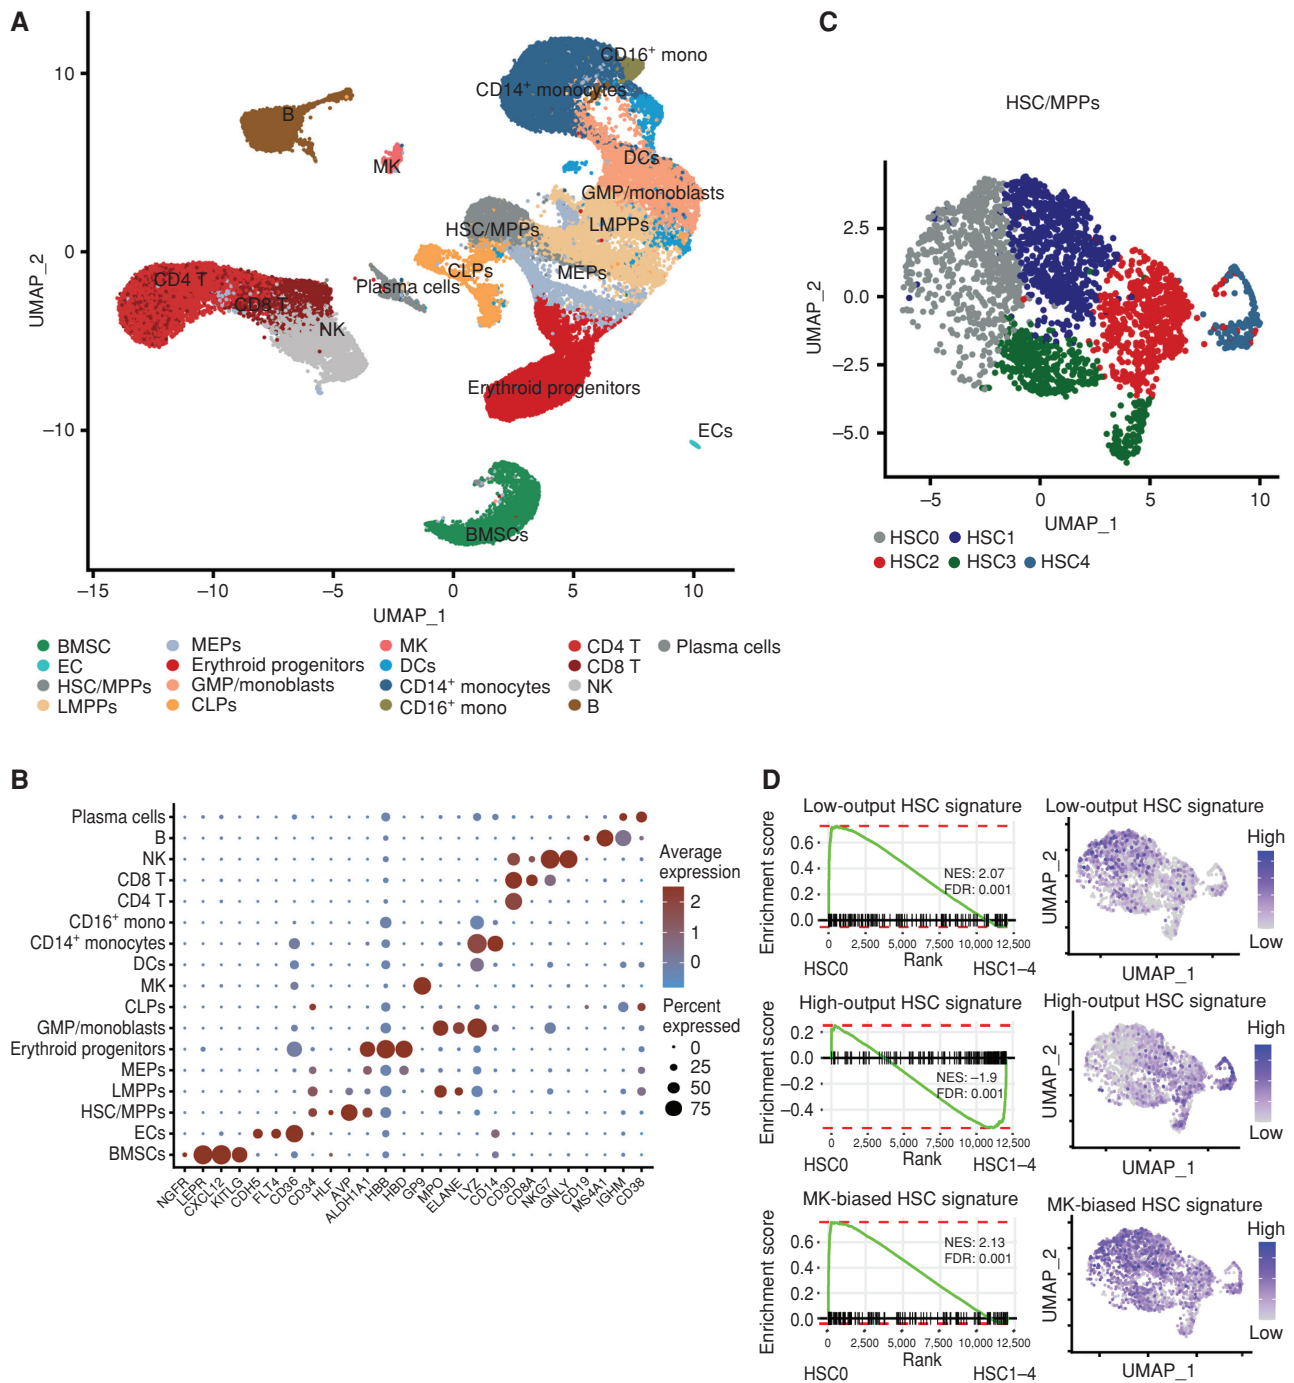 A
10
0
−10
UMAP_2
−15
−10
−5
0
5
10
UMAP_1
B
MK
CD16+ mono
CD14+ monocytes
DCs
GMP/monoblasts
LMPPs
HSC/MPPs
CLPs
MEPs
Plasma cells
CD4 T
CD8 T
NK
Erythroid progenitors
ECs
BMSCs
BMSC
EC
HSC/MPPs
LMPPs
MEPs
Erythroid progenitors
GMP/monoblasts
CLPs
MK
DCs
CD14+ monocytes
CD16+ mono
CD4 T
CD8 T
NK
B
Plasma cells
C
HSC/MPPs
2.5
0.0
−2.5
−5.0
UMAP_2
−5
0
5
10
UMAP_1
HSC0 HSC1
HSC2 HSC3 HSC4
B
Plasma cells
B
NK
CD8 T
CD4 T
CD16+ mono
CD14+ monocytes
DCs
MK
CLPs
GMP/monoblasts
Erythroid progenitors
MEPs
LMPPs
HSC/MPPs
ECs
BMSCs
NGFR
LEPR
CXCL12
KITLG
CDH5
FLT4
CD36
CD34
HLF
AVP
ALDH1A1
HBB
HBD
GP9
MPO
ELANE
LYZ
CD14
CD3D
CD8A
NKG7
GNLY
CD19
MS4A1
IGHM
CD38
Average
expression
2
1
0
Percent
expressed
0
25
50
75
D
Low-output HSC signature
Enrichment score
0.6
0.4
0.2
0.0
NES: 2.07
FDR: 0.001
0
2,500
5,000
7,500
10,000
12,500
HSC0
Rank
HSC1–4
Low-output HSC signature
UMAP_2
UMAP_1
High
Low
High-output HSC signature
Enrichment score
0.2
0.0
−0.2
−0.4
NES: −1.9
FDR: 0.001
0
2,500
5,000
7,500
10,000
12,500
HSC0
Rank
HSC1–4
High-output HSC signature
UMAP_2
UMAP_1
High
Low
MK-biased HSC signature
Enrichment score
0.6
0.4
0.2
0.0
NES: 2.13
FDR: 0.001
0
2,500
5,000
7,500
10,000
12,500
HSC0
Rank
HSC1–4
MK-biased HSC signature
UMAP_2
UMAP_1
High
Low